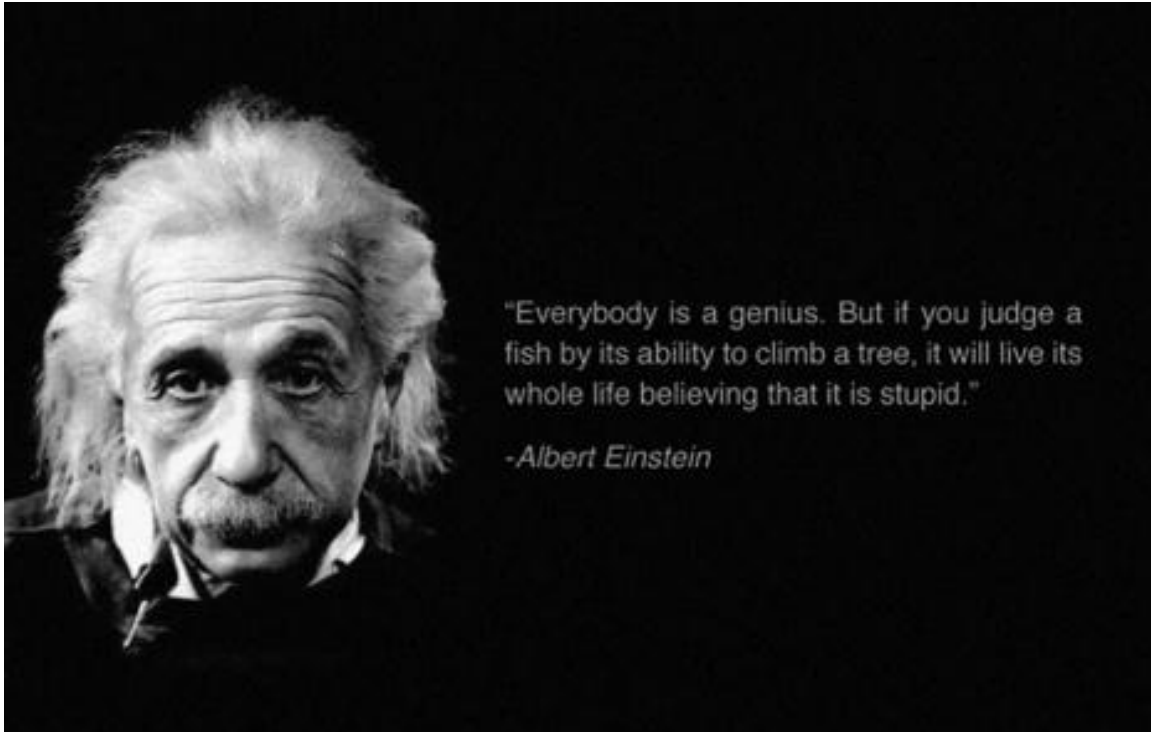 “Everybody is a genius. But if you judge a
fish by its ability to climb a tree, it will live its
whole life believing that it is stupid.”
-Albert Einstein